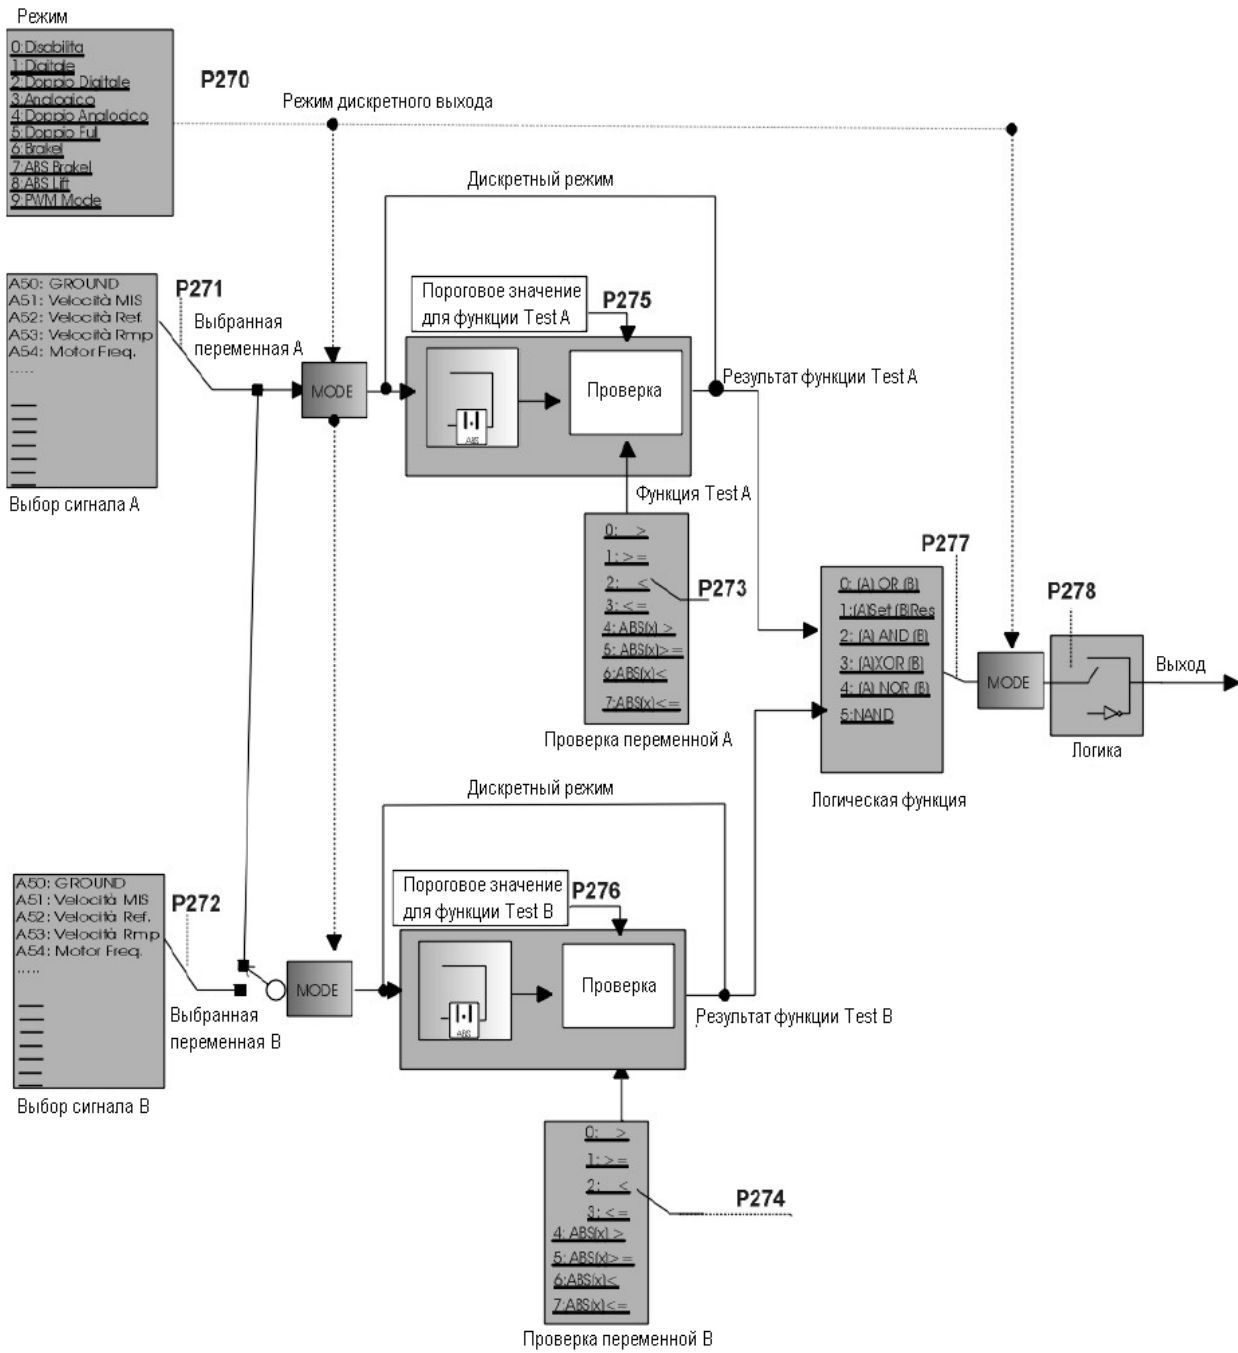 Режим
0:Disabilita
1:Digitale
2:Doppio Digitale
3:Analogico
4:Doppio Analogico
5:Doppio Full
6:Brakel
7:ABS Brakel
8:ABS Lift
9:PWM Mode
P270
Режим дискретного выхода
Дискретный режим
A50: GROUND
A51: Velocità MIS
A52: Velocità Ref.
A53: Velocità Rmp
A54: Motor Freq.
.....
Выбор сигнала A
P271
Выбранная
переменная A
MODE
Пороговое значение
для функции Test A
P275
ABS
Проверка
Результат функции Test A
Функция Test A
0: >
1: >=
2: <
3: <=
4: ABS(x) >
5: ABS(x)>=
6:ABS(x)<
7:ABS(x)<=
P273
Проверка переменной A
0: (A) OR (B)
1:(A)Set (B)Res
2: (A) AND (B)
3: (A)XOR (B)
4: (A) NOR (B)
5:NAND
Логическая функция
P277
MODE
P278
Логика
Выход
Дискретный режим
A50: GROUND
A51: Velocità MIS
A52: Velocità Ref.
A53: Velocità Rmp
A54: Motor Freq.
.....
Выбор сигнала B
P272
Выбранная
переменная B
MODE
Пороговое значение
для функции Test B
P276
ABS
Проверка
Результат функции Test B
0: >
1: >=
2: <
3: <=
4: ABS(x) >
5: ABS(x)>=
6:ABS(x)<
7:ABS(x)<=
P274
Проверка переменной B